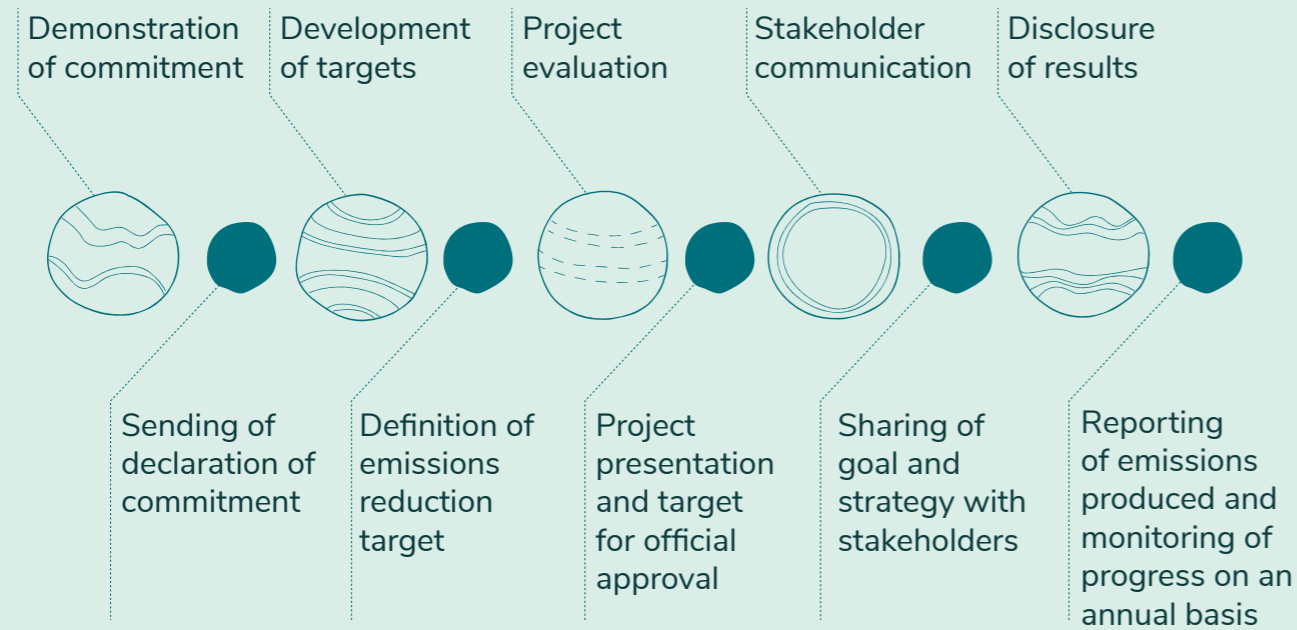 Demonstration
of commitment
Development
of targets
Project
evaluation
Stakeholder
communication
Disclosure
of results
Sending of
declaration of
commitment
Definition of
emissions
reduction
target
Project
presentation
and target
for official
approval
Sharing of
goal and
strategy with
stakeholders
Reporting
of emissions
produced and
monitoring of
progress on an
annual basis